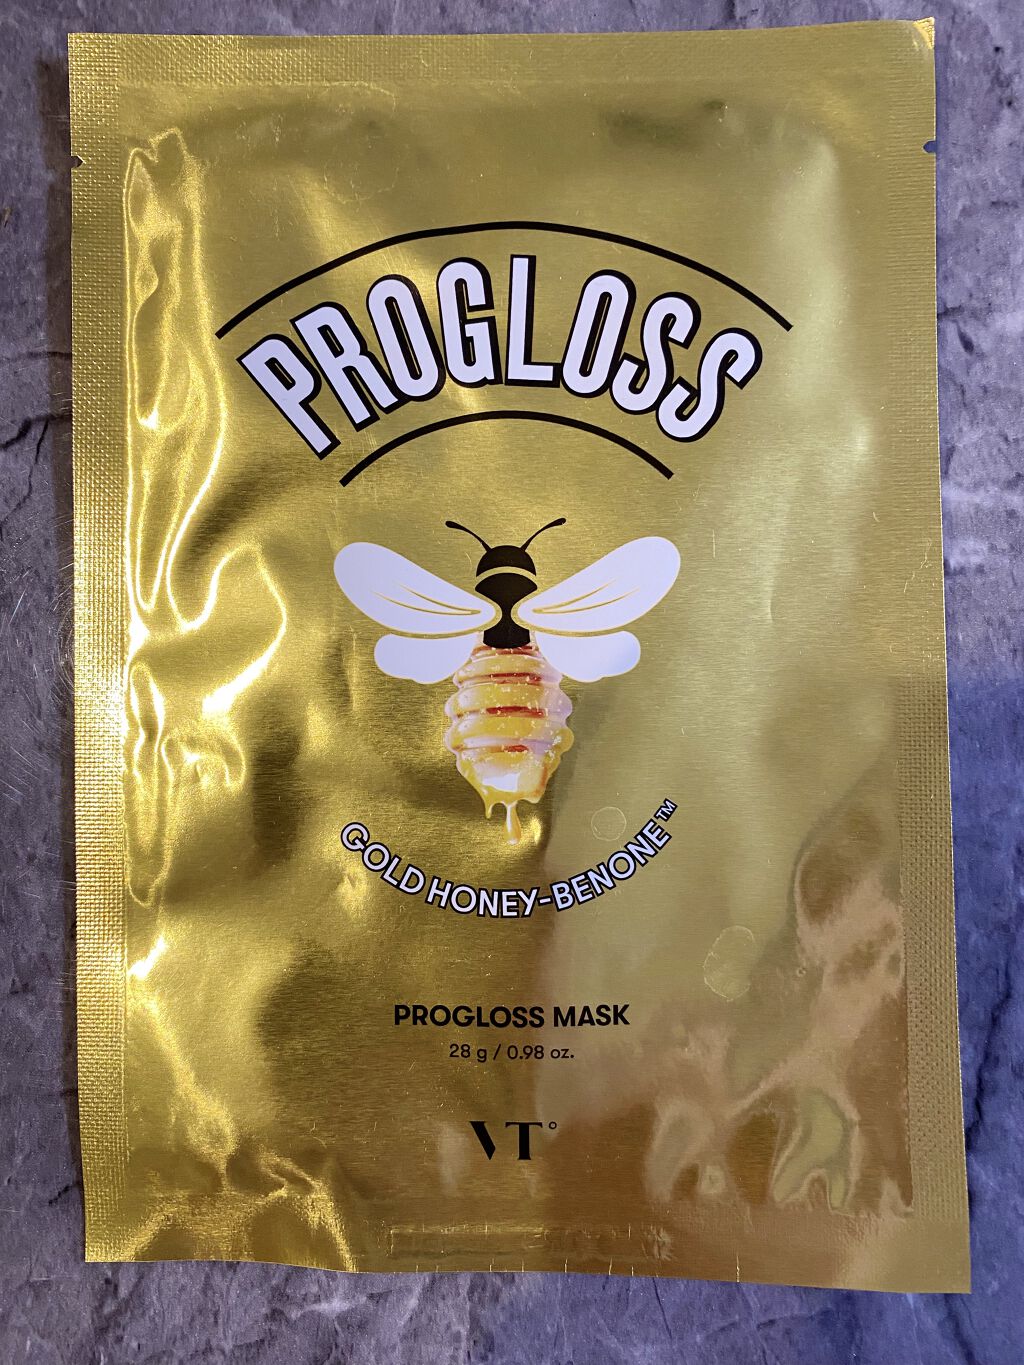 PROGLOSS
GOLD HONEY-BENONE™
PROGLOSS MASK
28 g / 0.98 oz.
VT°